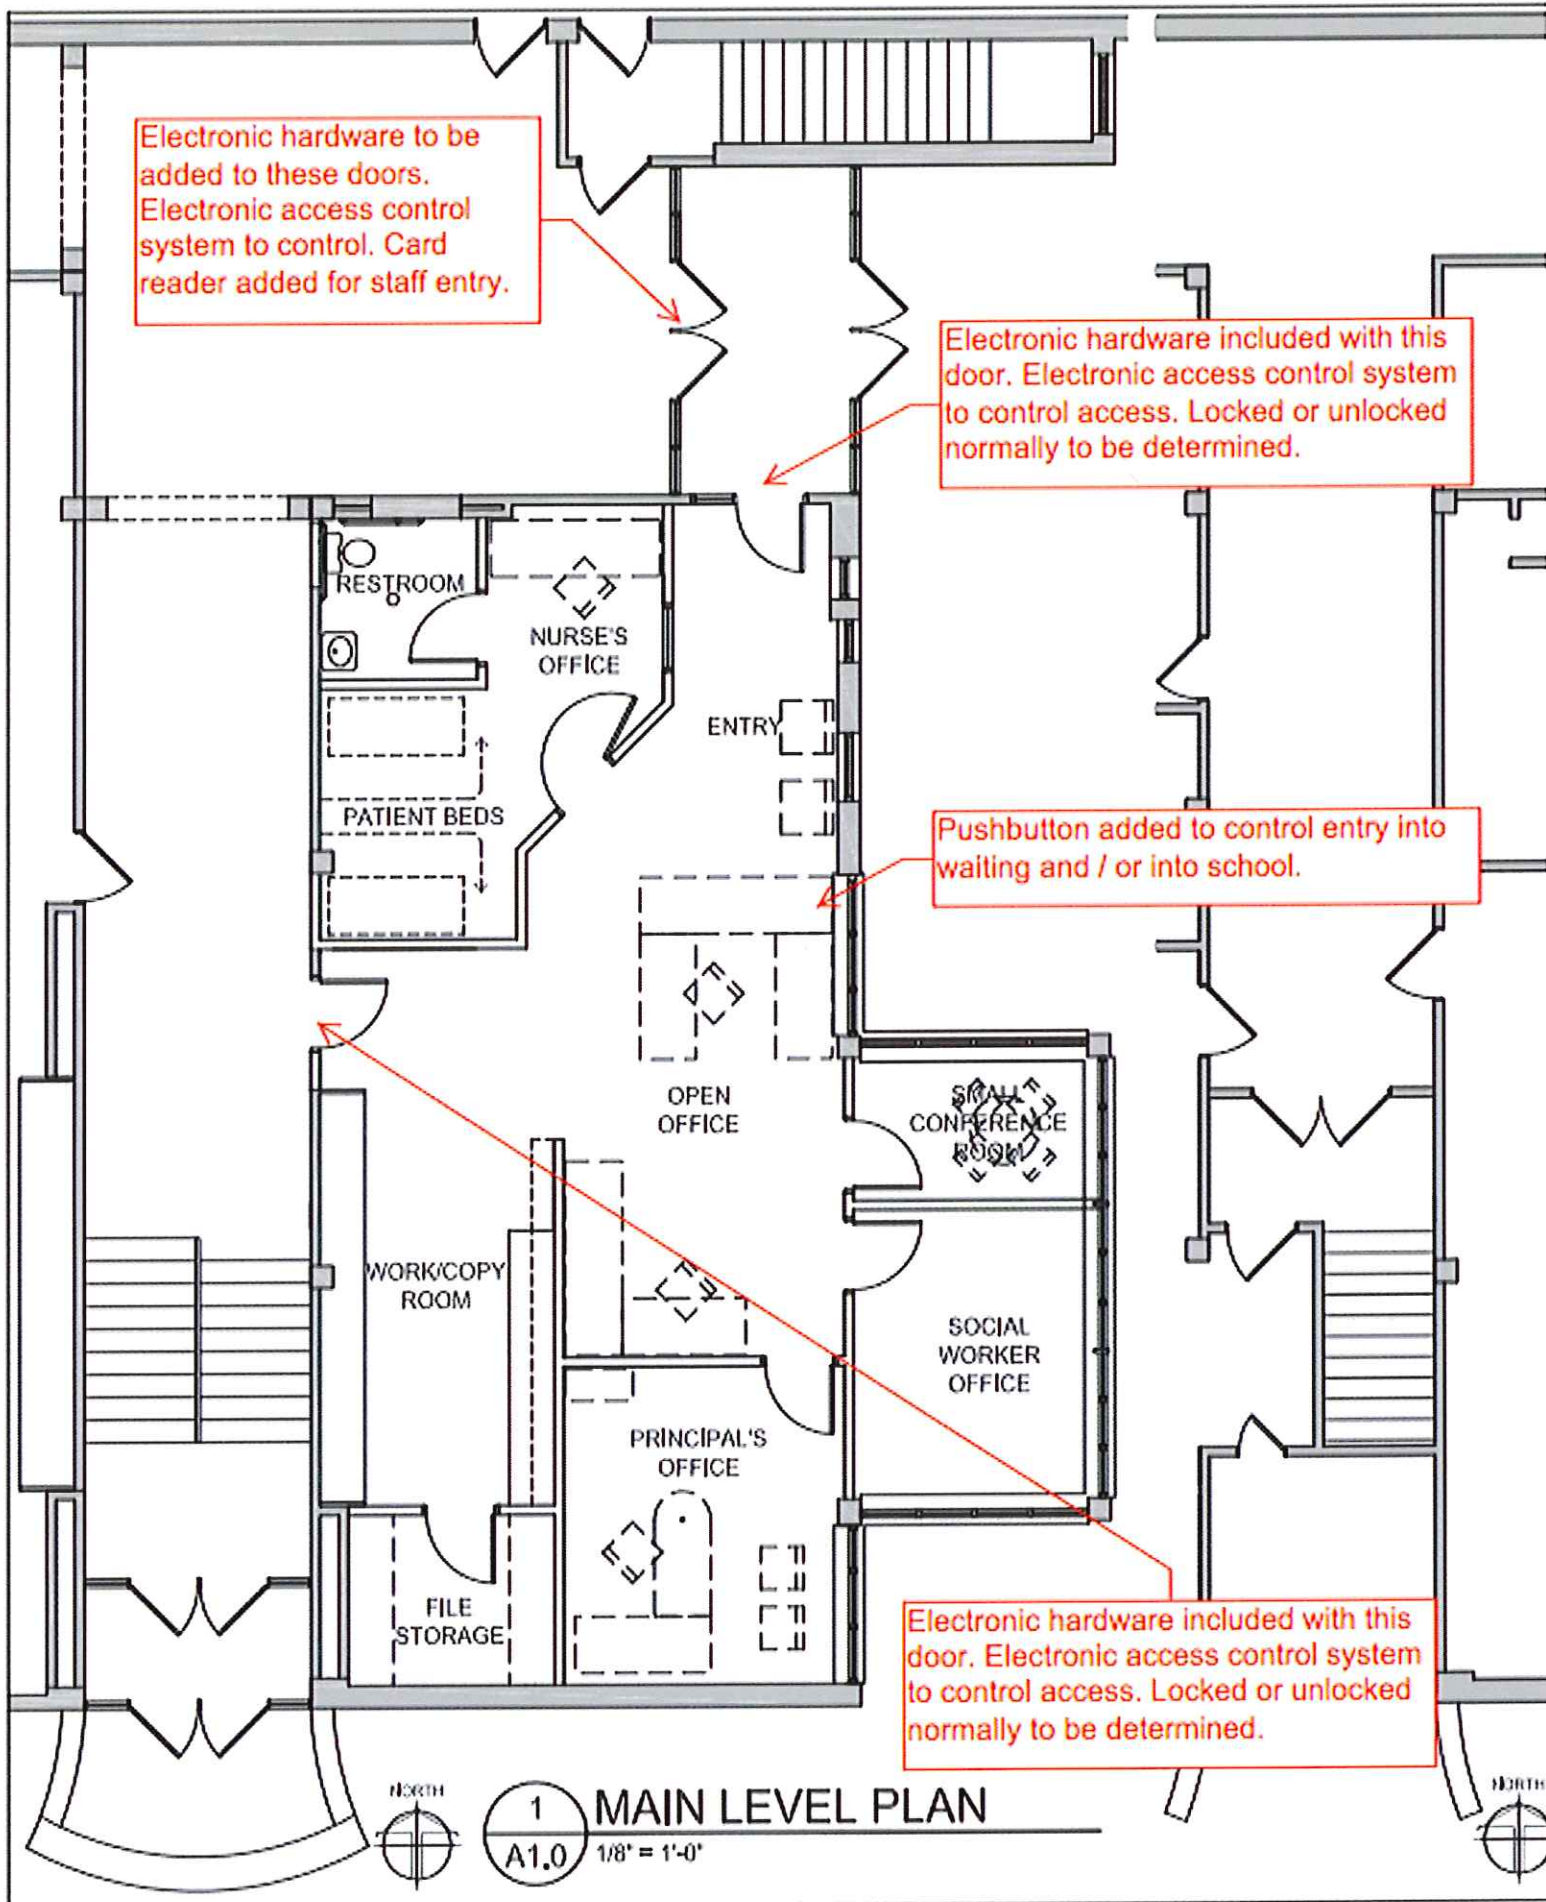 Electronic hardware to be
added to these doors.
Electronic access control
system to control. Card
reader added for staff entry.
Electronic hardware included with this
door. Electronic access control system
to control access. Locked or unlocked
normally to be determined.
RESTROOM
NURSE'S
OFFICE
ENTRY
PATIENT BEDS
Pushbutton added to control entry into
waiting and / or into school.
OPEN
OFFICE
SMALL
CONFERENCE
ROOM
WORK/COPY
ROOM
SOCIAL
WORKER
OFFICE
PRINCIPAL'S
OFFICE
FILE
STORAGE
Electronic hardware included with this
door. Electronic access control system
to control access. Locked or unlocked
normally to be determined.
NORTH
1
A1.0
MAIN LEVEL PLAN
1/8" = 1'-0"
NORTH